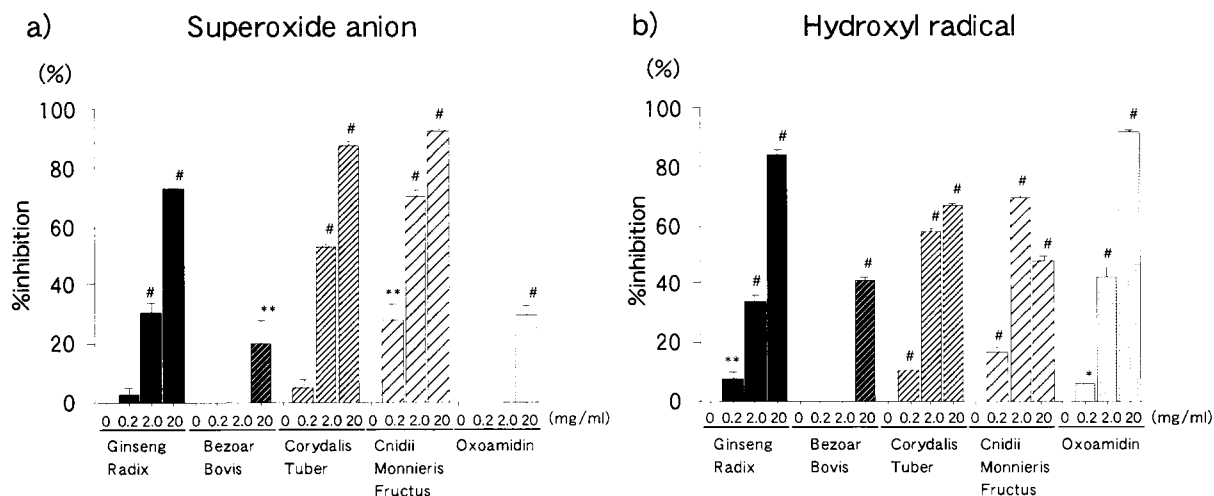 a) Superoxide anion
(%)
%inhibition
100
80
60
40
20
0
#
#
**
#
#
**
#
#
#
0 0.2 2.0 20 0 0.2 2.0 20 0 0.2 2.0 20 0 0.2 2.0 20 0 0.2 2.0 20 (mg/ml)
Ginseng Radix
Bezoar Bovis
Corydalis Tuber
Cnidii Monnieris Fructus
Oxoamidin
b) Hydroxyl radical
(%)
%inhibition
100
80
60
40
20
0
**
#
#
#
#
#
#
#
#
#
*
#
#
0 0.2 2.0 20 0 0.2 2.0 20 0 0.2 2.0 20 0 0.2 2.0 20 0 0.2 2.0 20 (mg/ml)
Ginseng Radix
Bezoar Bovis
Corydalis Tuber
Cnidii Monnieris Fructus
Oxoamidin